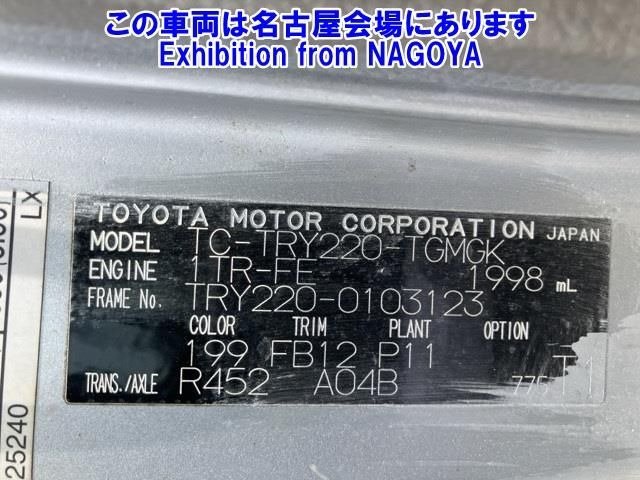 この車両は名古屋会場にあります
Exhibition from NAGOYA
TOYOTA MOTOR CORPORATION JAPAN
MODEL TC-TRY220-TGMGK
ENGINE 1TR-FE 1998 mL
FRAME No. TRY220-0103123
COLOR TRIM PLANT OPTION
199 FB12 P11 T1
TRANS./AXLE R452 A04B 775
LX
25240